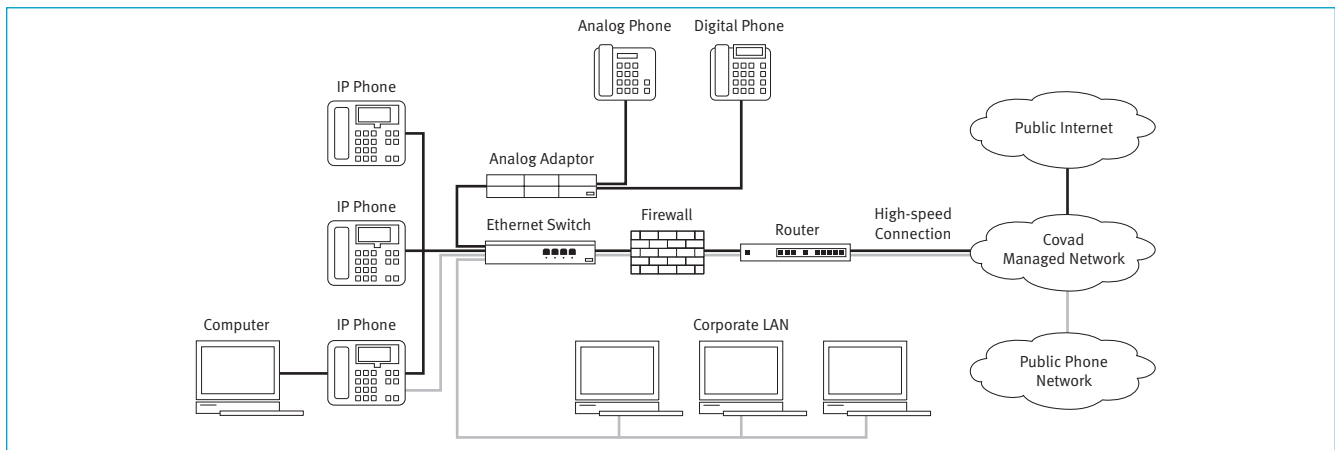 Analog Phone
Digital Phone
IP Phone
Public Internet
Analog Adaptor
IP Phone
Ethernet Switch
Firewall
Router
High-speed
Connection
Covad
Managed Network
Computer
IP Phone
Corporate LAN
Public Phone
Network